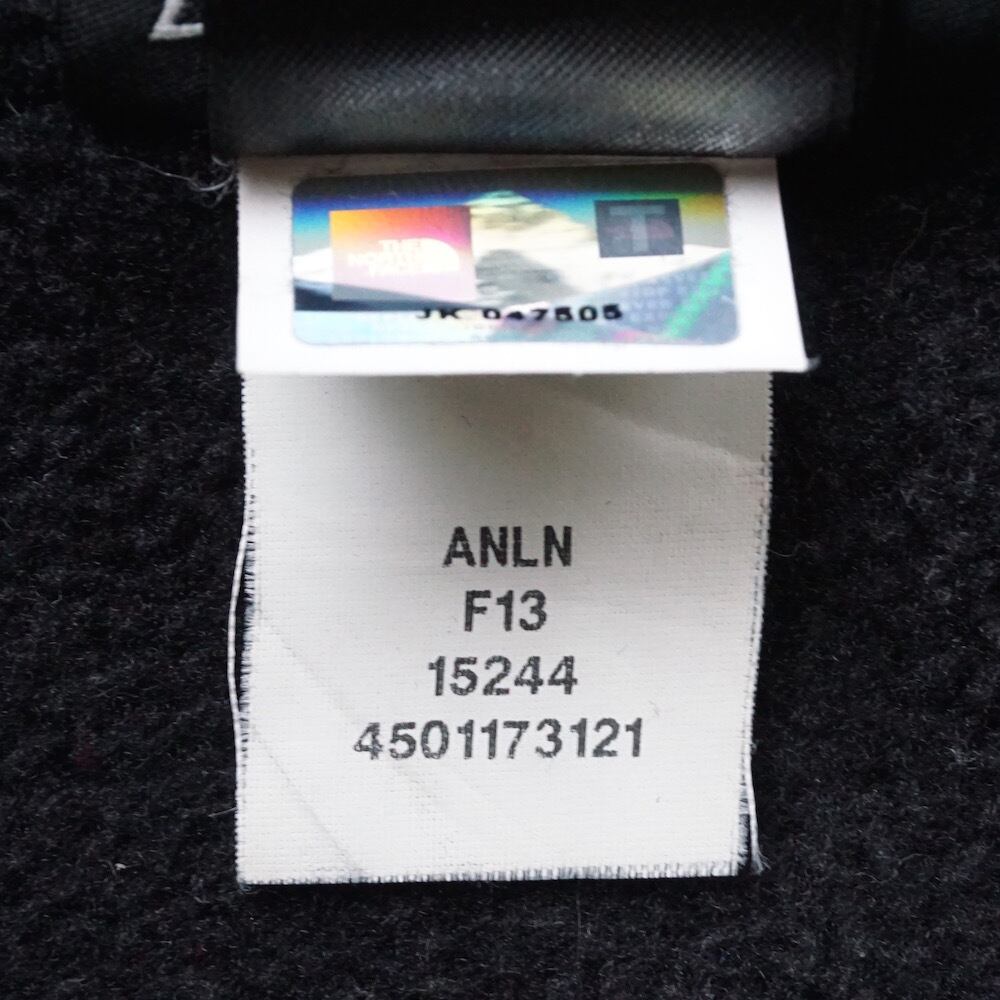 THE
NORTH
FACE
JK 047505
ANLN
F13
15244
4501173121